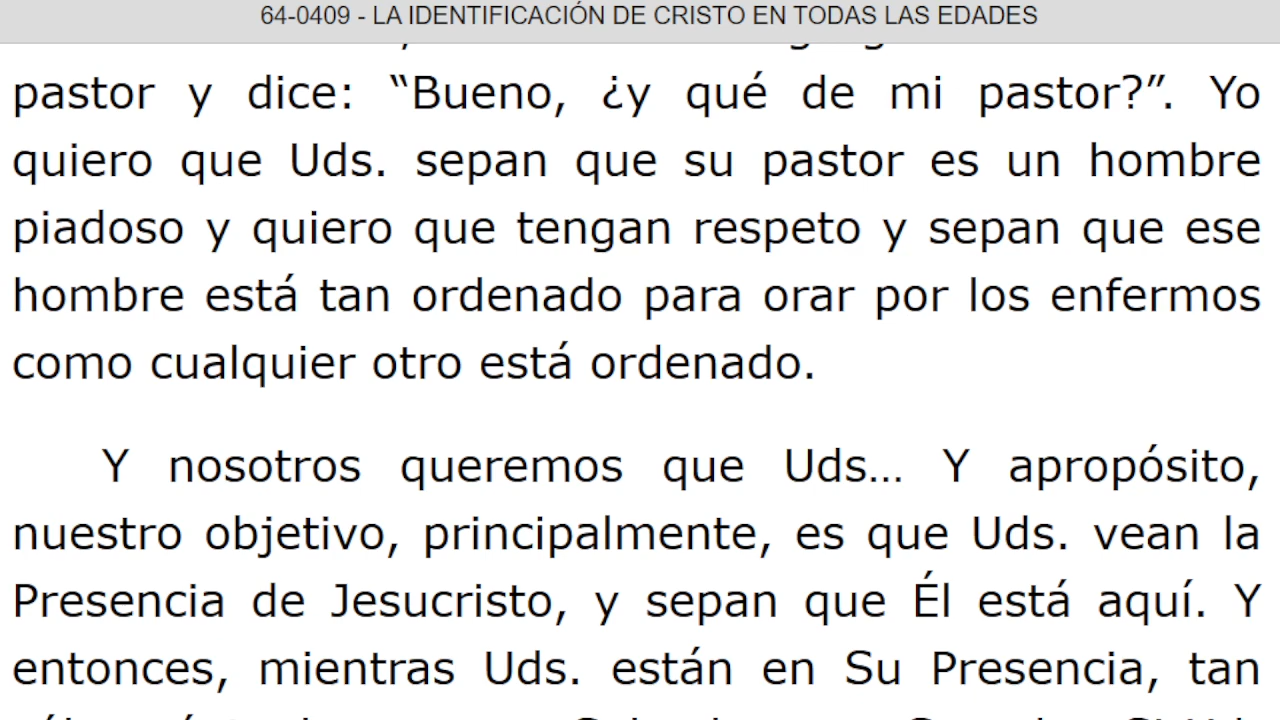 64-0409 - LA IDENTIFICACIÓN DE CRISTO EN TODAS LAS EDADES
pastor y dice: “Bueno, ¿y qué de mi pastor?”. Yo
quiero que Uds. sepan que su pastor es un hombre
piadoso y quiero que tengan respeto y sepan que ese
hombre está tan ordenado para orar por los enfermos
como cualquier otro está ordenado.
Y nosotros queremos que Uds... Y apropósito,
nuestro objetivo, principalmente, es que Uds. vean la
Presencia de Jesucristo, y sepan que Él está aquí. Y
entonces, mientras Uds. están en Su Presencia, tan